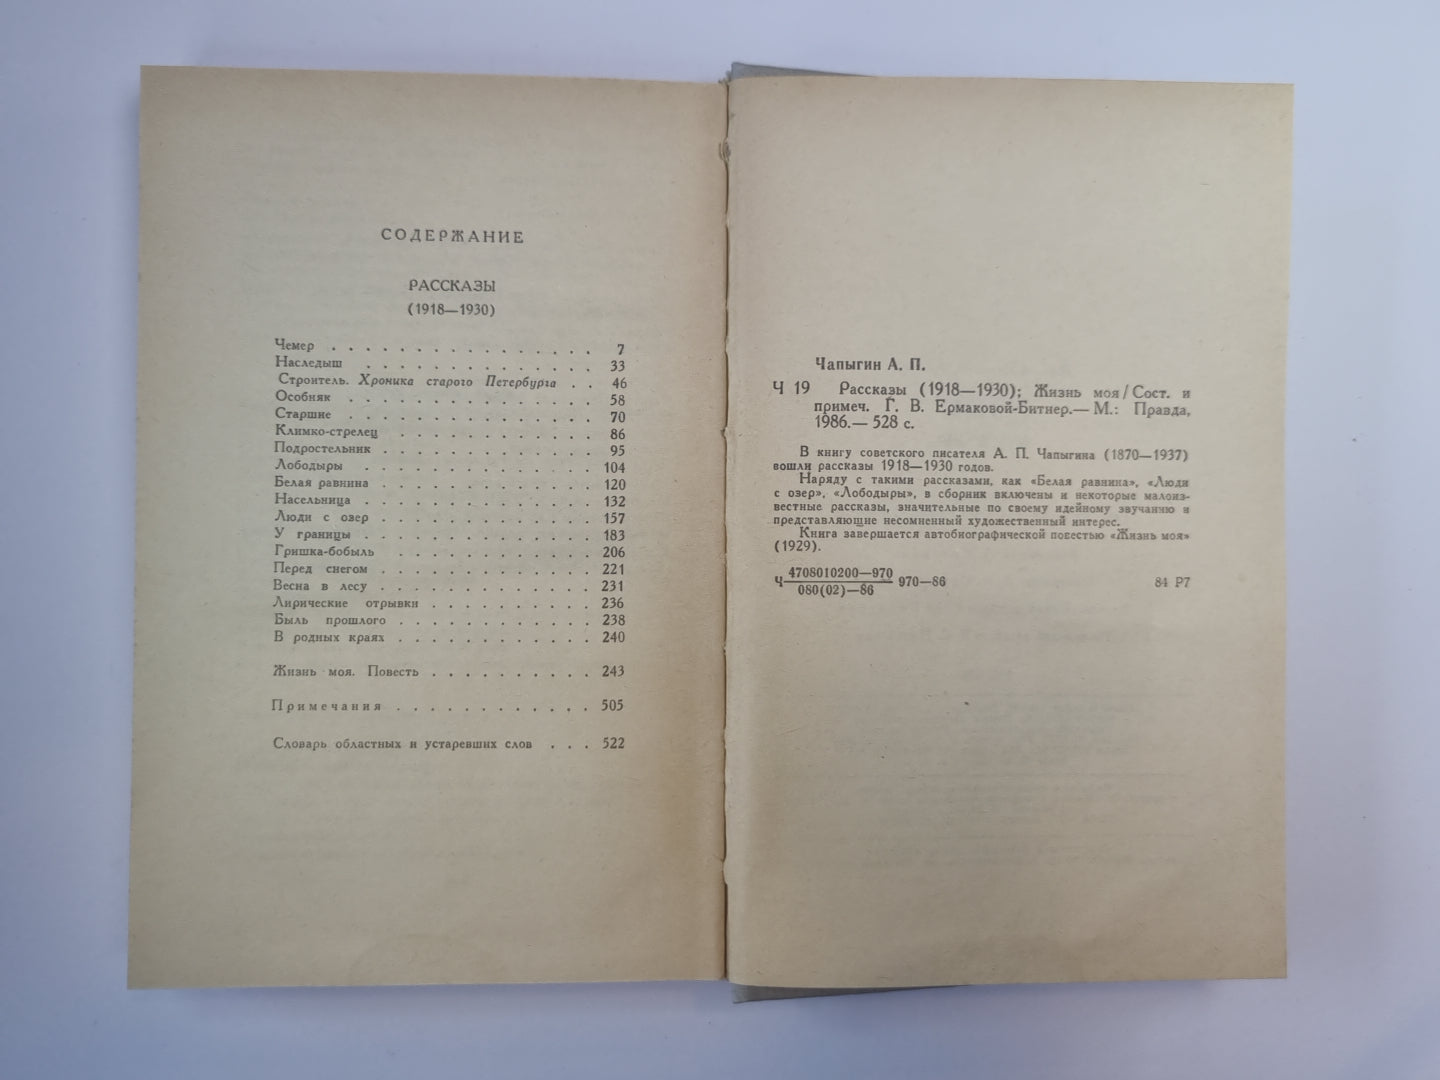 СОДЕРЖАНИЕ
РАССКАЗЫ
(1918—1930)
Чемер . . . . . . . . . . . . . . . . 7
Наследыш . . . . . . . . . . . . . . 33
Строитель. Хроника старого Петербурга . . 46
Особняк . . . . . . . . . . . . . . . 58
Старшие . . . . . . . . . . . . . . . 70
Климко-стрелец . . . . . . . . . . . . 86
Подростельник . . . . . . . . . . . . . 95
Лободыры . . . . . . . . . . . . . . 104
Белая равнина . . . . . . . . . . . . . 120
Насельница . . . . . . . . . . . . . . 132
Люди с озер . . . . . . . . . . . . . 157
У границы . . . . . . . . . . . . . . 183
Гришка-бобыль . . . . . . . . . . . . 206
Перед снегом . . . . . . . . . . . . . 221
Весна в лесу . . . . . . . . . . . . . 231
Лирические отрывки . . . . . . . . . . 236
Быль прошлого . . . . . . . . . . . . 238
В родных краях . . . . . . . . . . . . 240
Жизнь моя. Повесть . . . . . . . . . . 243
Примечания . . . . . . . . . . . . 505
Словарь областных и устаревших слов . . . 522
Чапыгин А. П.
Ч 19 Рассказы (1918—1930); Жизнь моя/Сост. и
примеч. Г. В. Ермаковой-Битнер.— М.: Правда,
1986.— 528 с.
В книгу советского писателя А. П. Чапыгина (1870—1937)
вошли рассказы 1918—1930 годов.
Наряду с такими рассказами, как «Белая равнина», «Люди
с озер», «Лободыры», в сборник включены и некоторые малоиз-
вестные рассказы, значительные по своему идейному звучанию и
представляющие несомненный художественный интерес.
Книга завершается автобиографической повестью «Жизнь моя»
(1929).
Ч 4708010200—970
080(02)—86 970—86 84 Р7